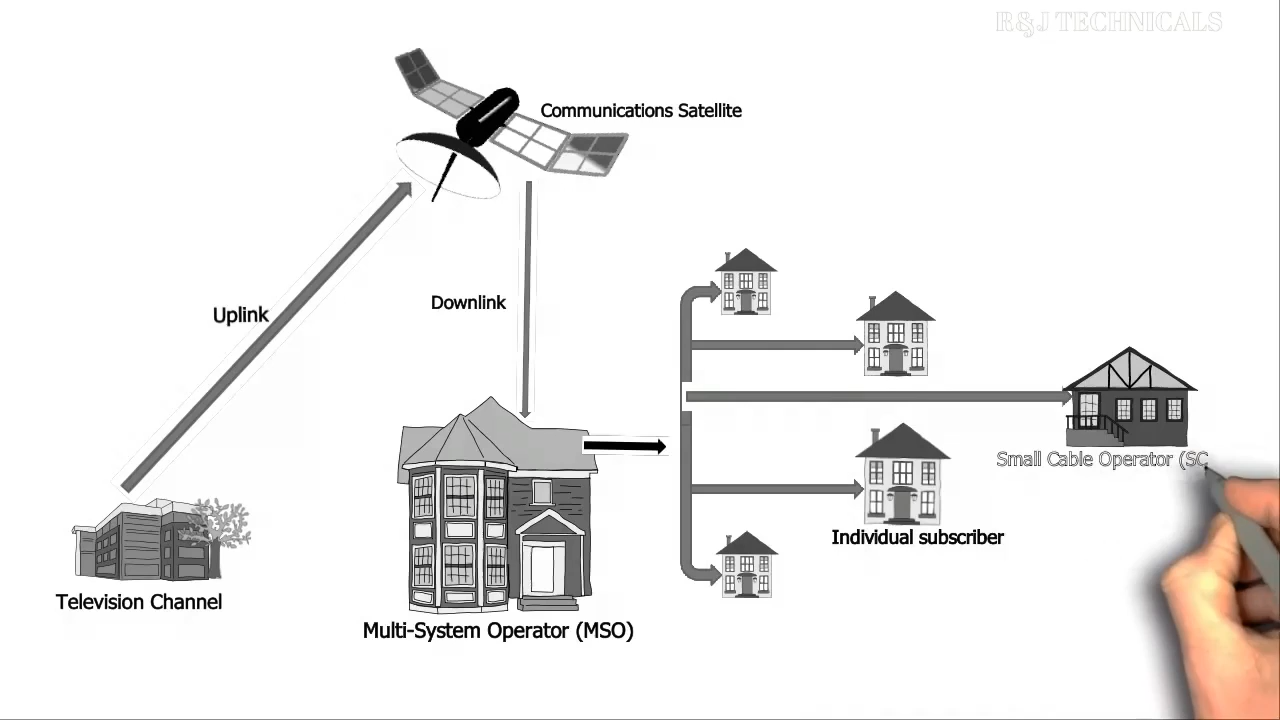 R&J TECHNICALS
Communications Satellite
Uplink
Downlink
Small Cable Operator (SC
Individual subscriber
Television Channel
Multi-System Operator (MSO)